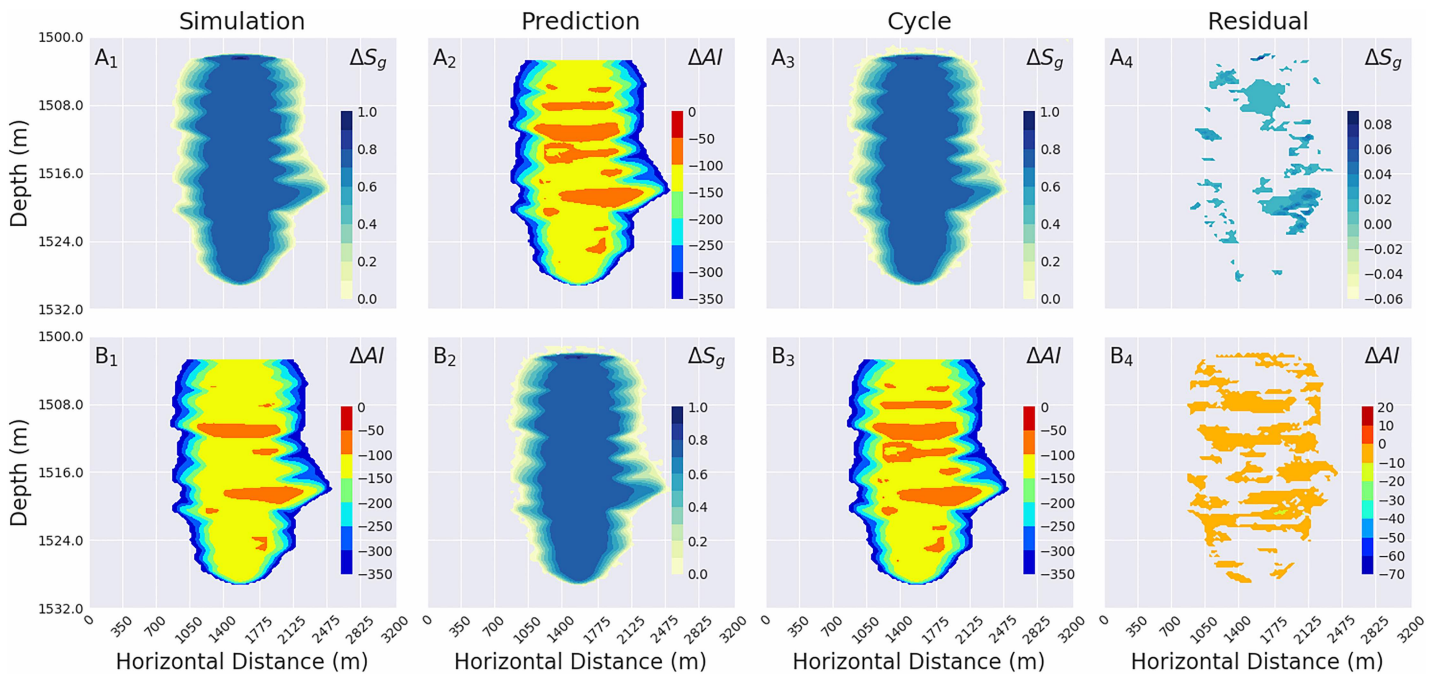 Simulation Prediction Cycle Residual
1500.0 A1 ΔSg A2 ΔAI A3 ΔSg A4 ΔSg
1508.0 1.0 0 1.0 0.08
0.8 −50 0.8 0.06
−100 0.04
1516.0 0.6 −150 0.6 0.02
0.4 −200 0.4 0.00
1524.0 −250 −0.02
0.2 −300 0.2 −0.04
0.0 −350 0.0 −0.06
1532.0
Depth (m)
1500.0 B1 ΔAI B2 ΔSg B3 ΔAI B4 ΔAI
1508.0 0 1.0 0 20
−50 0.8 −50 10
−100 −100 0
1516.0 −150 0.6 −150 −10
−200 0.4 −200 −20
−250 −250 −30
−40
1524.0 −300 0.2 −300 −50
−60
−350 0.0 −350 −70
1532.0
Depth (m)
0 350 700 1050 1400 1775 2125 2475 2825 3200 0 350 700 1050 1400 1775 2125 2475 2825 3200 0 350 700 1050 1400 1775 2125 2475 2825 3200 0 350 700 1050 1400 1775 2125 2475 2825 3200
Horizontal Distance (m) Horizontal Distance (m) Horizontal Distance (m) Horizontal Distance (m)